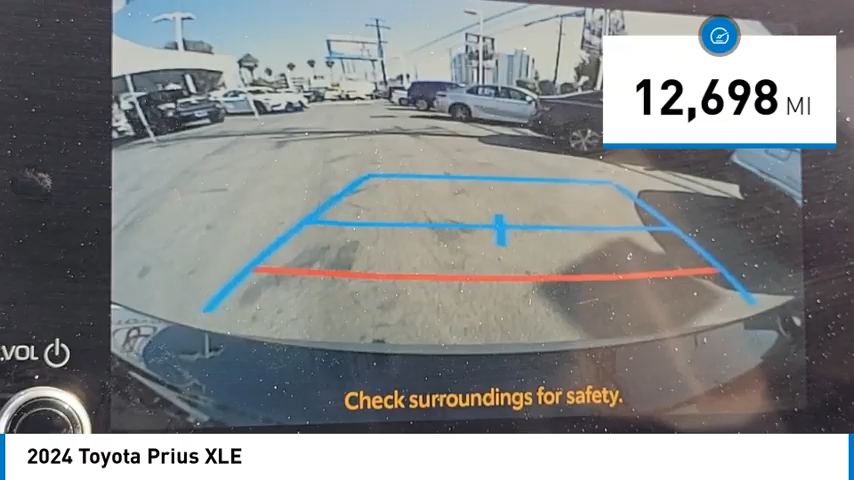 12,698 MI
VOL
Check surroundings for safety.
2024 Toyota Prius XLE